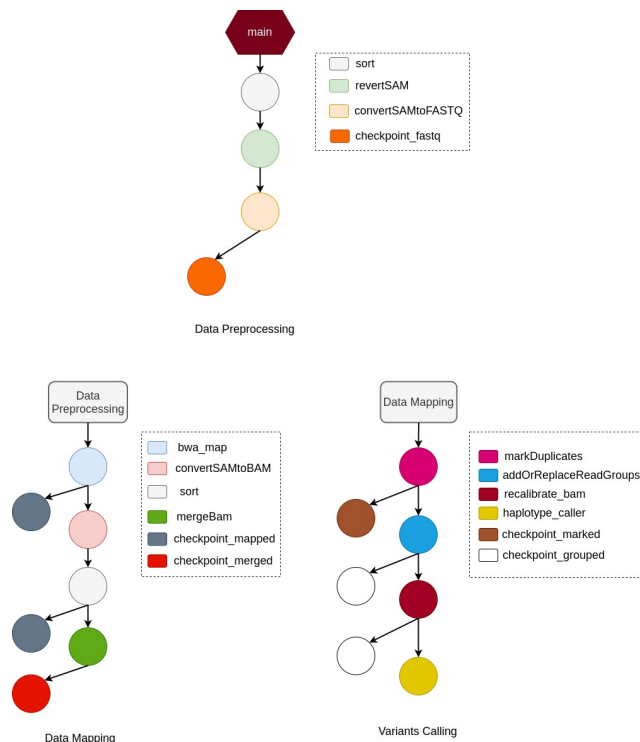 main
sort
revertSAM
convertSAMtoFASTQ
checkpoint_fastq
Data Preprocessing
Data
Preprocessing
bwa_map
convertSAMtoBAM
sort
mergeBam
checkpoint_mapped
checkpoint_merged
Data Mapping
Data Mapping
markDuplicates
addOrReplaceReadGroups
recalibrate_bam
haplotype_caller
checkpoint_marked
checkpoint_grouped
Variants Calling